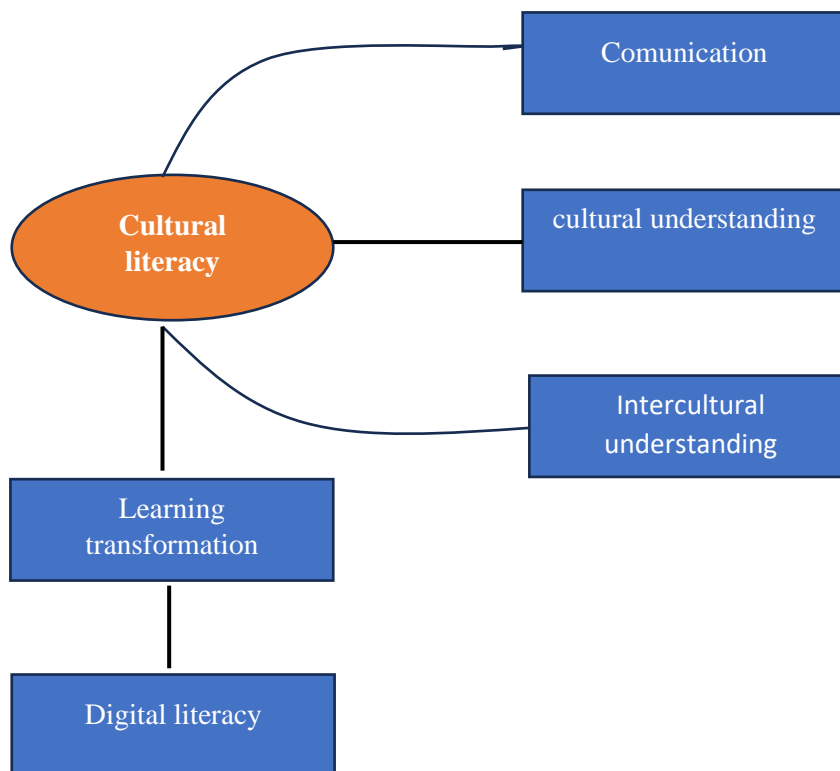 Comunication
Cultural
literacy
cultural understanding
Intercultural
understanding
Learning
transformation
Digital literacy